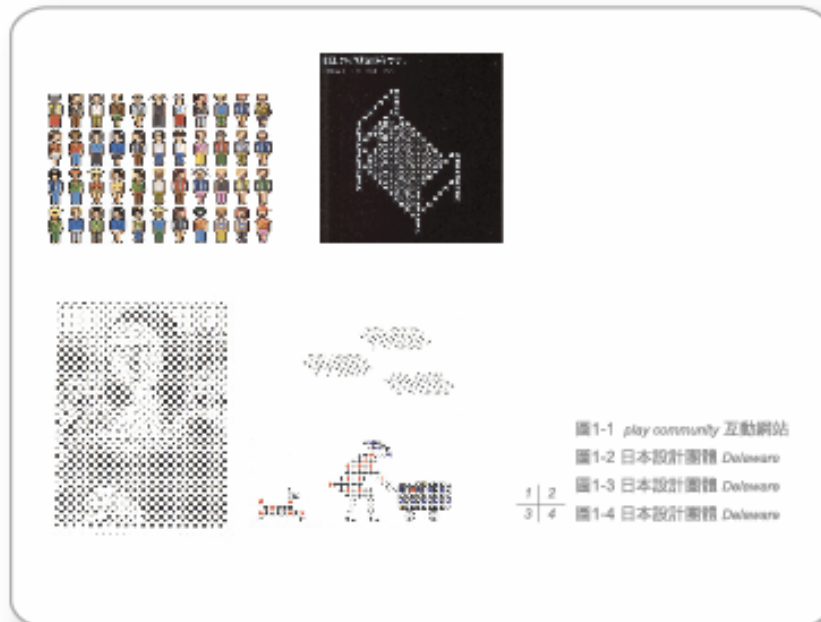 圖1-1 play community 互動網站
圖1-2 日本設計團體 Delaware
圖1-3 日本設計團體 Delaware
1 2
3 4
圖1-4 日本設計團體 Delaware